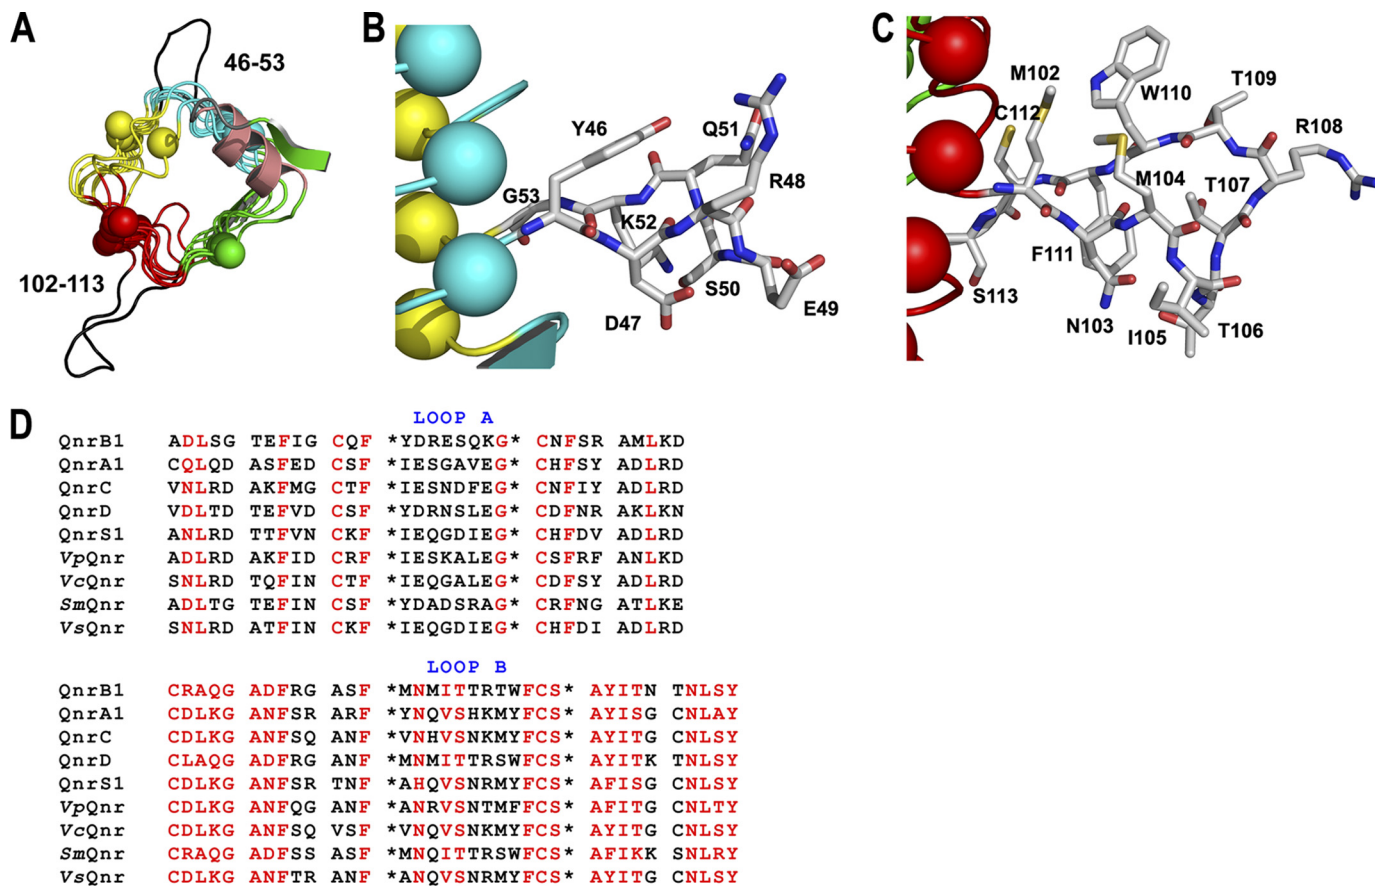 A
46-53
102-113
B
Y46
Q51
R48
G53
K52
S50
D47
E49
C
M102
C112
W110
T109
R108
M104
T107
F111
S113
N103
I105
T106
D
LOOP A
QnrB1 ADLSG TEFIG CQF *YDRESQKG* CNFSR AMLKD
QnrA1 CQLQD ASFED CSF *IESGAVEG* CHFSY ADLRD
QnrC VNLRD AKFMG CTF *IESNDFEG* CNFIY ADLRD
QnrD VDLTD TEFVD CSF *YDRNSLEG* CDFNR AKLKN
QnrS1 ANLRD TTFVN CKF *IEQGDIEG* CHFDV ADLRD
VpQnr ADLRD AKFID CRF *IESKALEG* CSFRF ANLKD
VcQnr SNLRD TQFIN CTF *IEQGALEG* CDFSY ADLRD
SmQnr ADLTG TEFIN CSF *YDADSRAG* CRFNG ATLKE
VsQnr SNLRD ATFIN CKF *IEQGDIEG* CHFDI ADLRD
LOOP B
QnrB1 CRAQG ADFRG ASF *MNMITTRTWFCS* AYITN TNLSY
QnrA1 CDLKG ANFSR ARF *YNQVSHKMYFCS* AYISG CNLAY
QnrC CDLKG ANFSQ ANF *VNHVSNKMYFCS* AYITG CNLSY
QnrD CLAQG ADFRG ANF *MNMITTRSWFCS* AYITK TNLSY
QnrS1 CDLKG ANFSR TNF *AHQVSNRMYFCS* AFISG CNLSY
VpQnr CDLKG ANFQG ANF *ANRVSNTMFFCS* AFITG CNLTY
VcQnr CDLKG ANFSQ VSF *VNQVSNKMYFCS* AYITG CNLSY
SmQnr CRAQG ADFSS ASF *MNQITTRSWFCS* AFIKK SNLRY
VsQnr CDLKG ANFTR ANF *ANQVSNRMYFCS* AYITG CNLSY